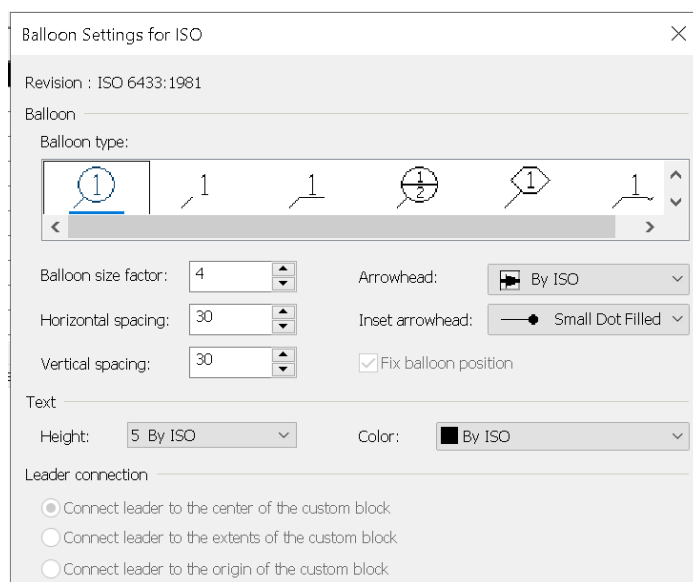 Balloon Settings for ISO
Revision : ISO 6433:1981
Balloon
Balloon type:
1 1 1 1/2 1 1
Balloon size factor: 4 Arrowhead: By ISO
Horizontal spacing: 30 Inset arrowhead: Small Dot Filled
Vertical spacing: 30 Fix balloon position
Text
Height: 5 By ISO Color: By ISO
Leader connection
Connect leader to the center of the custom block
Connect leader to the extents of the custom block
Connect leader to the origin of the custom block